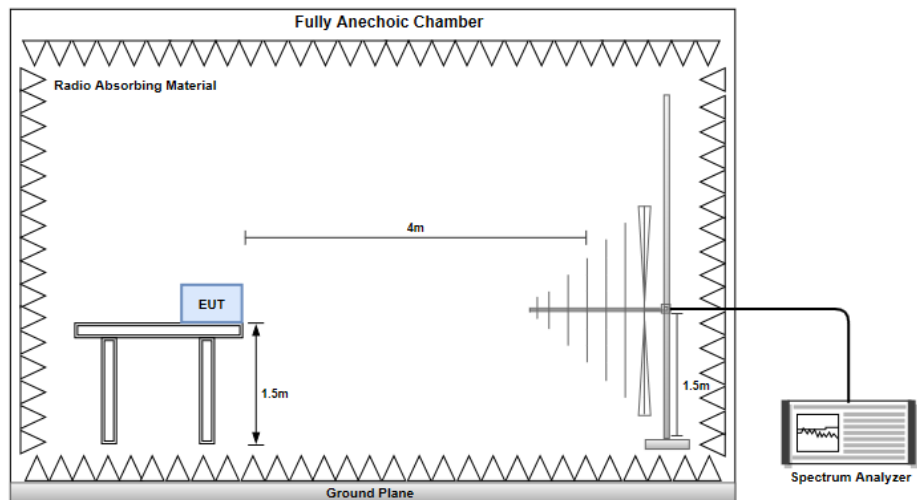 Fully Anechoic Chamber
Radio Absorbing Material
4m
EUT
1.5m
1.5m
Spectrum Analyzer
Ground Plane